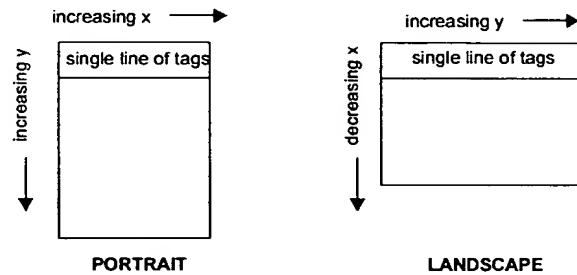 increasing x
increasing y
single line of tags
PORTRAIT
increasing y
decreasing x
single line of tags
LANDSCAPE